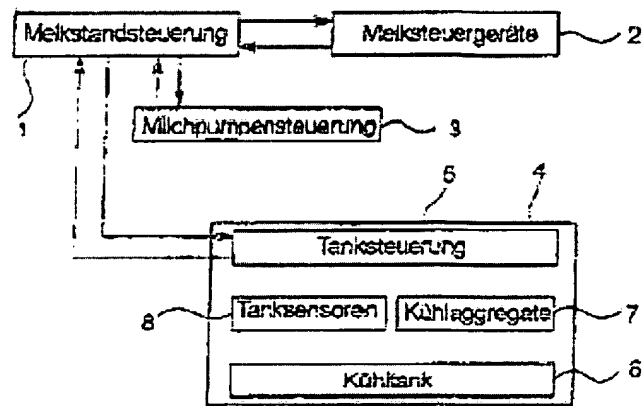 Melkstandsteuerung
Melksteuergeräte
2
1
Milchpumpensteuerung
3
5
4
Tanksteuerung
8
Tanksensoren
Kühlaggregate
7
Kühltank
6